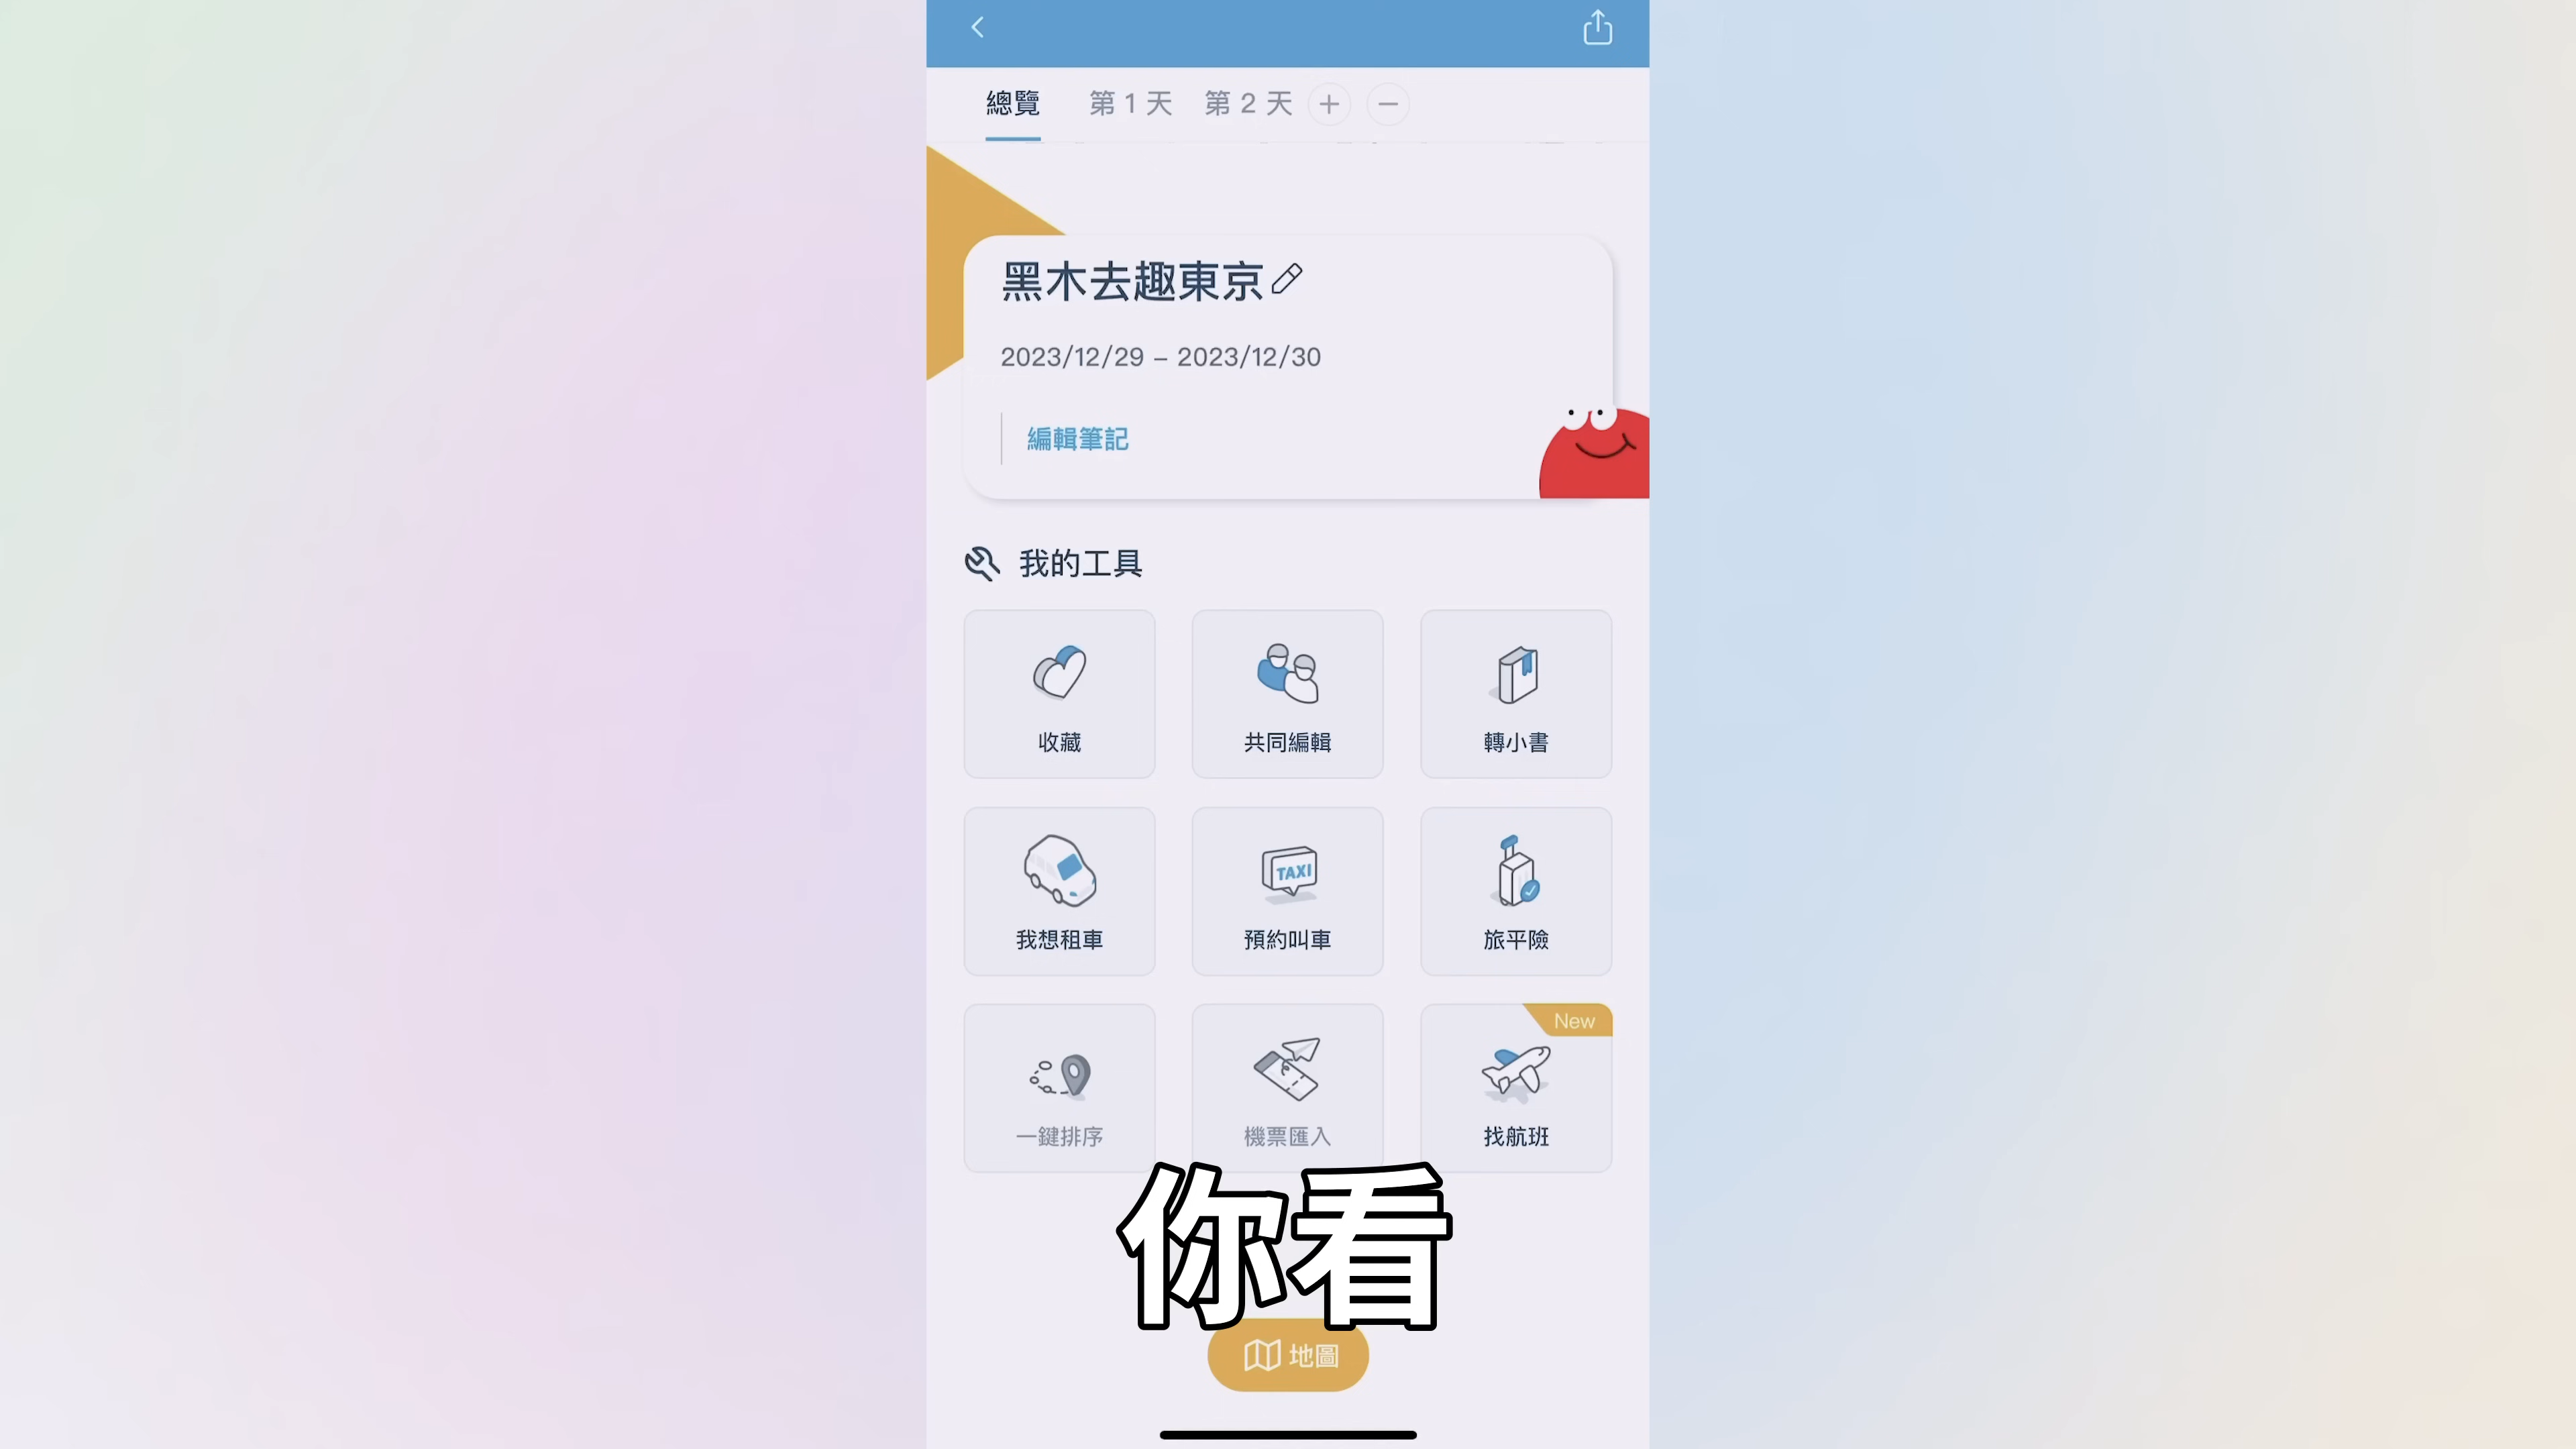 總覽 第 1 天 第 2 天
黑木去趣東京
2023/12/29 – 2023/12/30
編輯筆記
我的工具
收藏 共同編輯 轉小書
TAXI
我想租車 預約叫車 旅平險
New
一鍵排序 機票匯入 找航班
你看
地圖